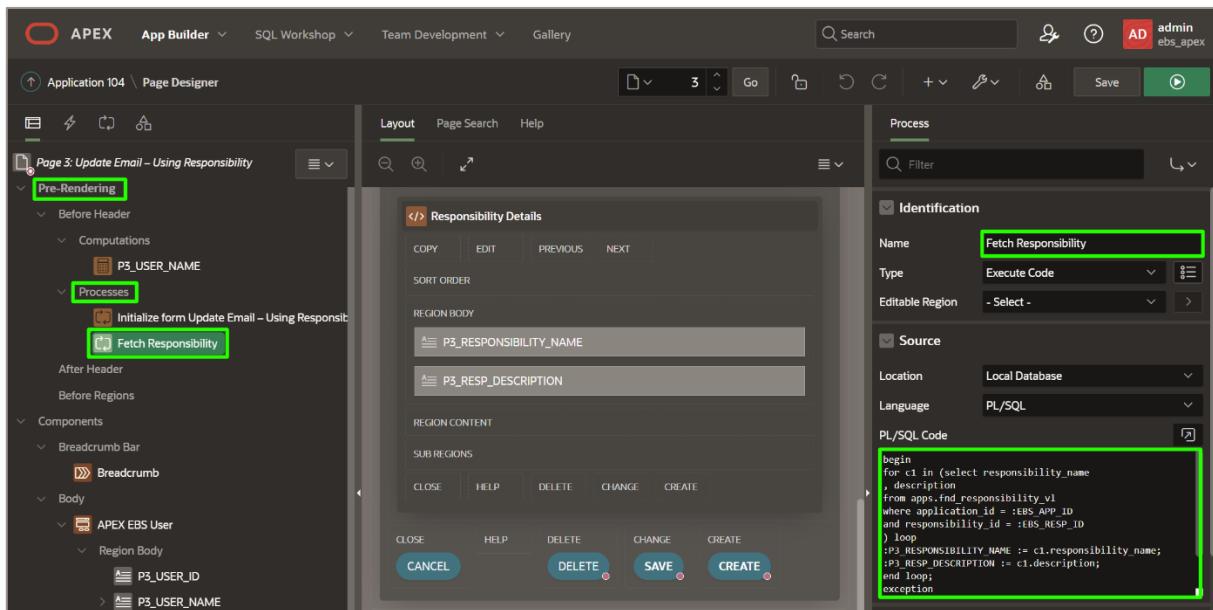 APEX App Builder SQL Workshop Team Development Gallery Search AD admin
ebs_apex
Application 104 \ Page Designer 3 Go Save
Page 3: Update Email – Using Responsibility
Pre-Rendering
Before Header
Computations
P3_USER_NAME
Processes
Initialize form Update Email – Using Responsib
Fetch Responsibility
After Header
Before Regions
Components
Breadcrumb Bar
Breadcrumb
Body
APEX EBS User
Region Body
P3_USER_ID
P3_USER_NAME
Layout Page Search Help
Responsibility Details
COPY EDIT PREVIOUS NEXT
SORT ORDER
REGION BODY
P3_RESPONSIBILITY_NAME
P3_RESP_DESCRIPTION
REGION CONTENT
SUB REGIONS
CLOSE HELP DELETE CHANGE CREATE
CLOSE HELP DELETE CHANGE CREATE
CANCEL DELETE SAVE CREATE
Process
Filter
Identification
Name Fetch Responsibility
Type Execute Code
Editable Region - Select -
Source
Location Local Database
Language PL/SQL
PL/SQL Code
begin
for c1 in (select responsibility_name
, description
from apps.fnd_responsibility_vl
where application_id = :EBS_APP_ID
and responsibility_id = :EBS_RESP_ID
) loop
:P3_RESPONSIBILITY_NAME := c1.responsibility_name;
:P3_RESP_DESCRIPTION := c1.description;
end loop;
exception